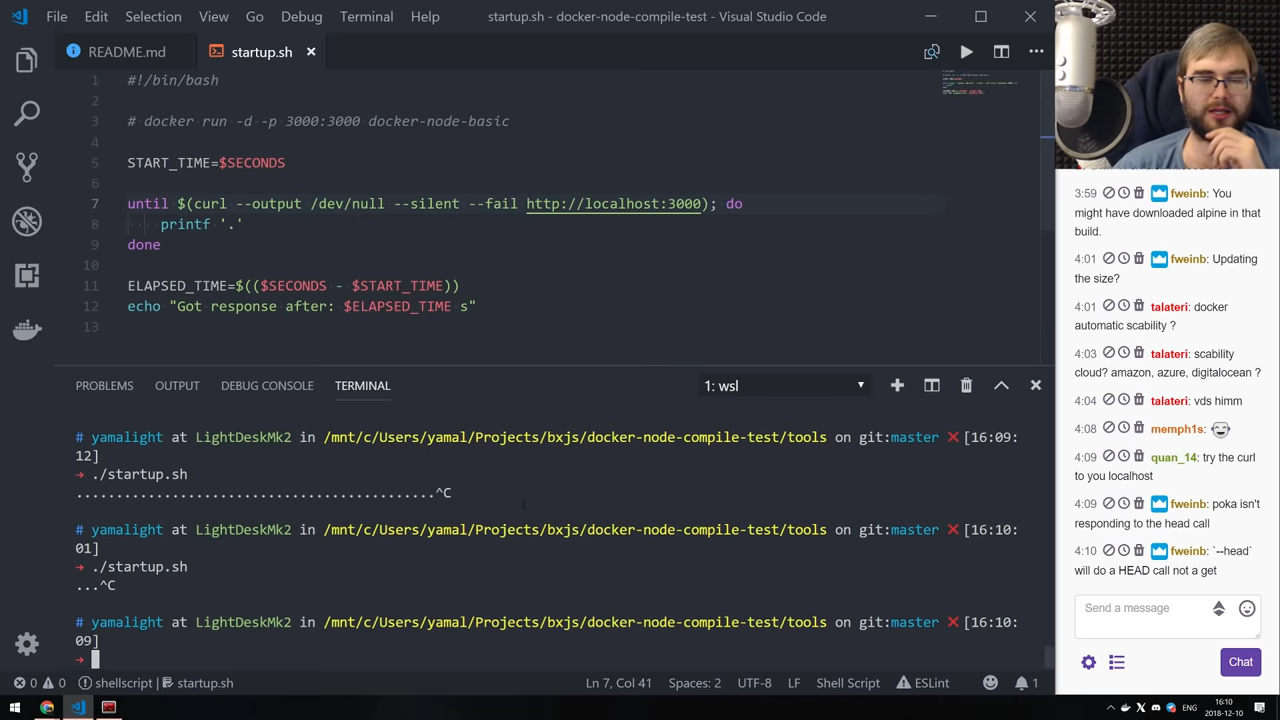 File Edit Selection View Go Debug Terminal Help
startup.sh - docker-node-compile-test - Visual Studio Code
README.md
startup.sh
1 #!/bin/bash
2
3 # docker run -d -p 3000:3000 docker-node-basic
4
5 START_TIME=$SECONDS
6
7 until $(curl --output /dev/null --silent --fail http://localhost:3000); do
8 printf '.'
9 done
10
11 ELAPSED_TIME=$(($SECONDS - $START_TIME))
12 echo "Got response after: $ELAPSED_TIME s"
13
PROBLEMS OUTPUT DEBUG CONSOLE TERMINAL
1: wsl
# yamalight at LightDeskMk2 in /mnt/c/Users/yamal/Projects/bxjs/docker-node-compile-test/tools on git:master ❌ [16:09:
12]
➜ ./startup.sh
.............................................^C
# yamalight at LightDeskMk2 in /mnt/c/Users/yamal/Projects/bxjs/docker-node-compile-test/tools on git:master ❌ [16:10:
01]
➜ ./startup.sh
...^C
# yamalight at LightDeskMk2 in /mnt/c/Users/yamal/Projects/bxjs/docker-node-compile-test/tools on git:master ❌ [16:10:
09]
➜
0 0 shellscript startup.sh
Ln 7, Col 41 Spaces: 2 UTF-8 LF Shell Script ESLint 1
3:59 fweinb: You
might have downloaded alpine in that
build.
4:01 fweinb: Updating
the size?
4:01 talateri: docker
automatic scability ?
4:03 talateri: scability
cloud? amazon, azure, digitalocean ?
4:04 talateri: vds himm
4:08 memph1s:
4:09 quan_14: try the curl
to you localhost
4:09 fweinb: poka isn't
responding to the head call
4:10 fweinb: `--head`
will do a HEAD call not a get
Send a message
Chat
ENG
16:10
2018-12-10